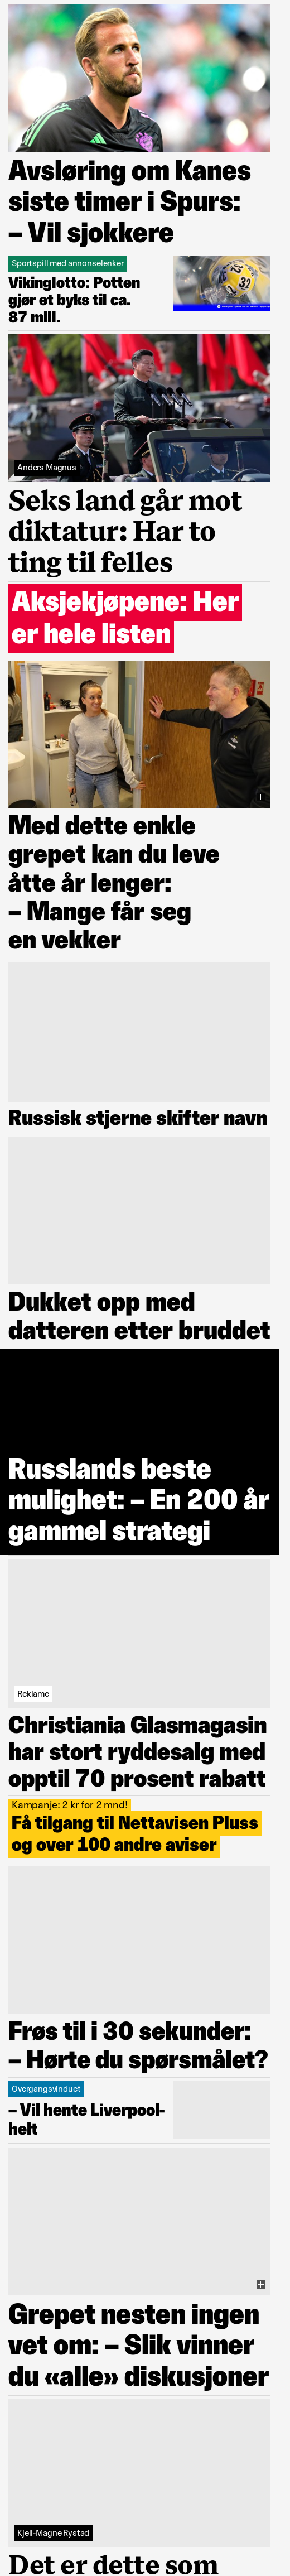 Avsløring om Kanes
siste timer i Spurs:
– Vil sjokkere
Sportspill med annonselenker
Vikinglotto: Potten
gjør et byks til ca.
87 mill.
32
Anders Magnus
Seks land går mot
diktatur: Har to
ting til felles
Aksjekjøpene: Her
er hele listen
Med dette enkle
grepet kan du leve
åtte år lenger:
– Mange får seg
en vekker
Russisk stjerne skifter navn
Dukket opp med
datteren etter bruddet
Russlands beste
mulighet: – En 200 år
gammel strategi
Reklame
Christiania Glasmagasin
har stort ryddesalg med
opptil 70 prosent rabatt
Kampanje: 2 kr for 2 mnd!
Få tilgang til Nettavisen Pluss
og over 100 andre aviser
Frøs til i 30 sekunder:
– Hørte du spørsmålet?
Overgangsvinduet
– Vil hente Liverpool-
helt
Grepet nesten ingen
vet om: – Slik vinner
du «alle» diskusjoner
Kjell-Magne Rystad
Det er dette som